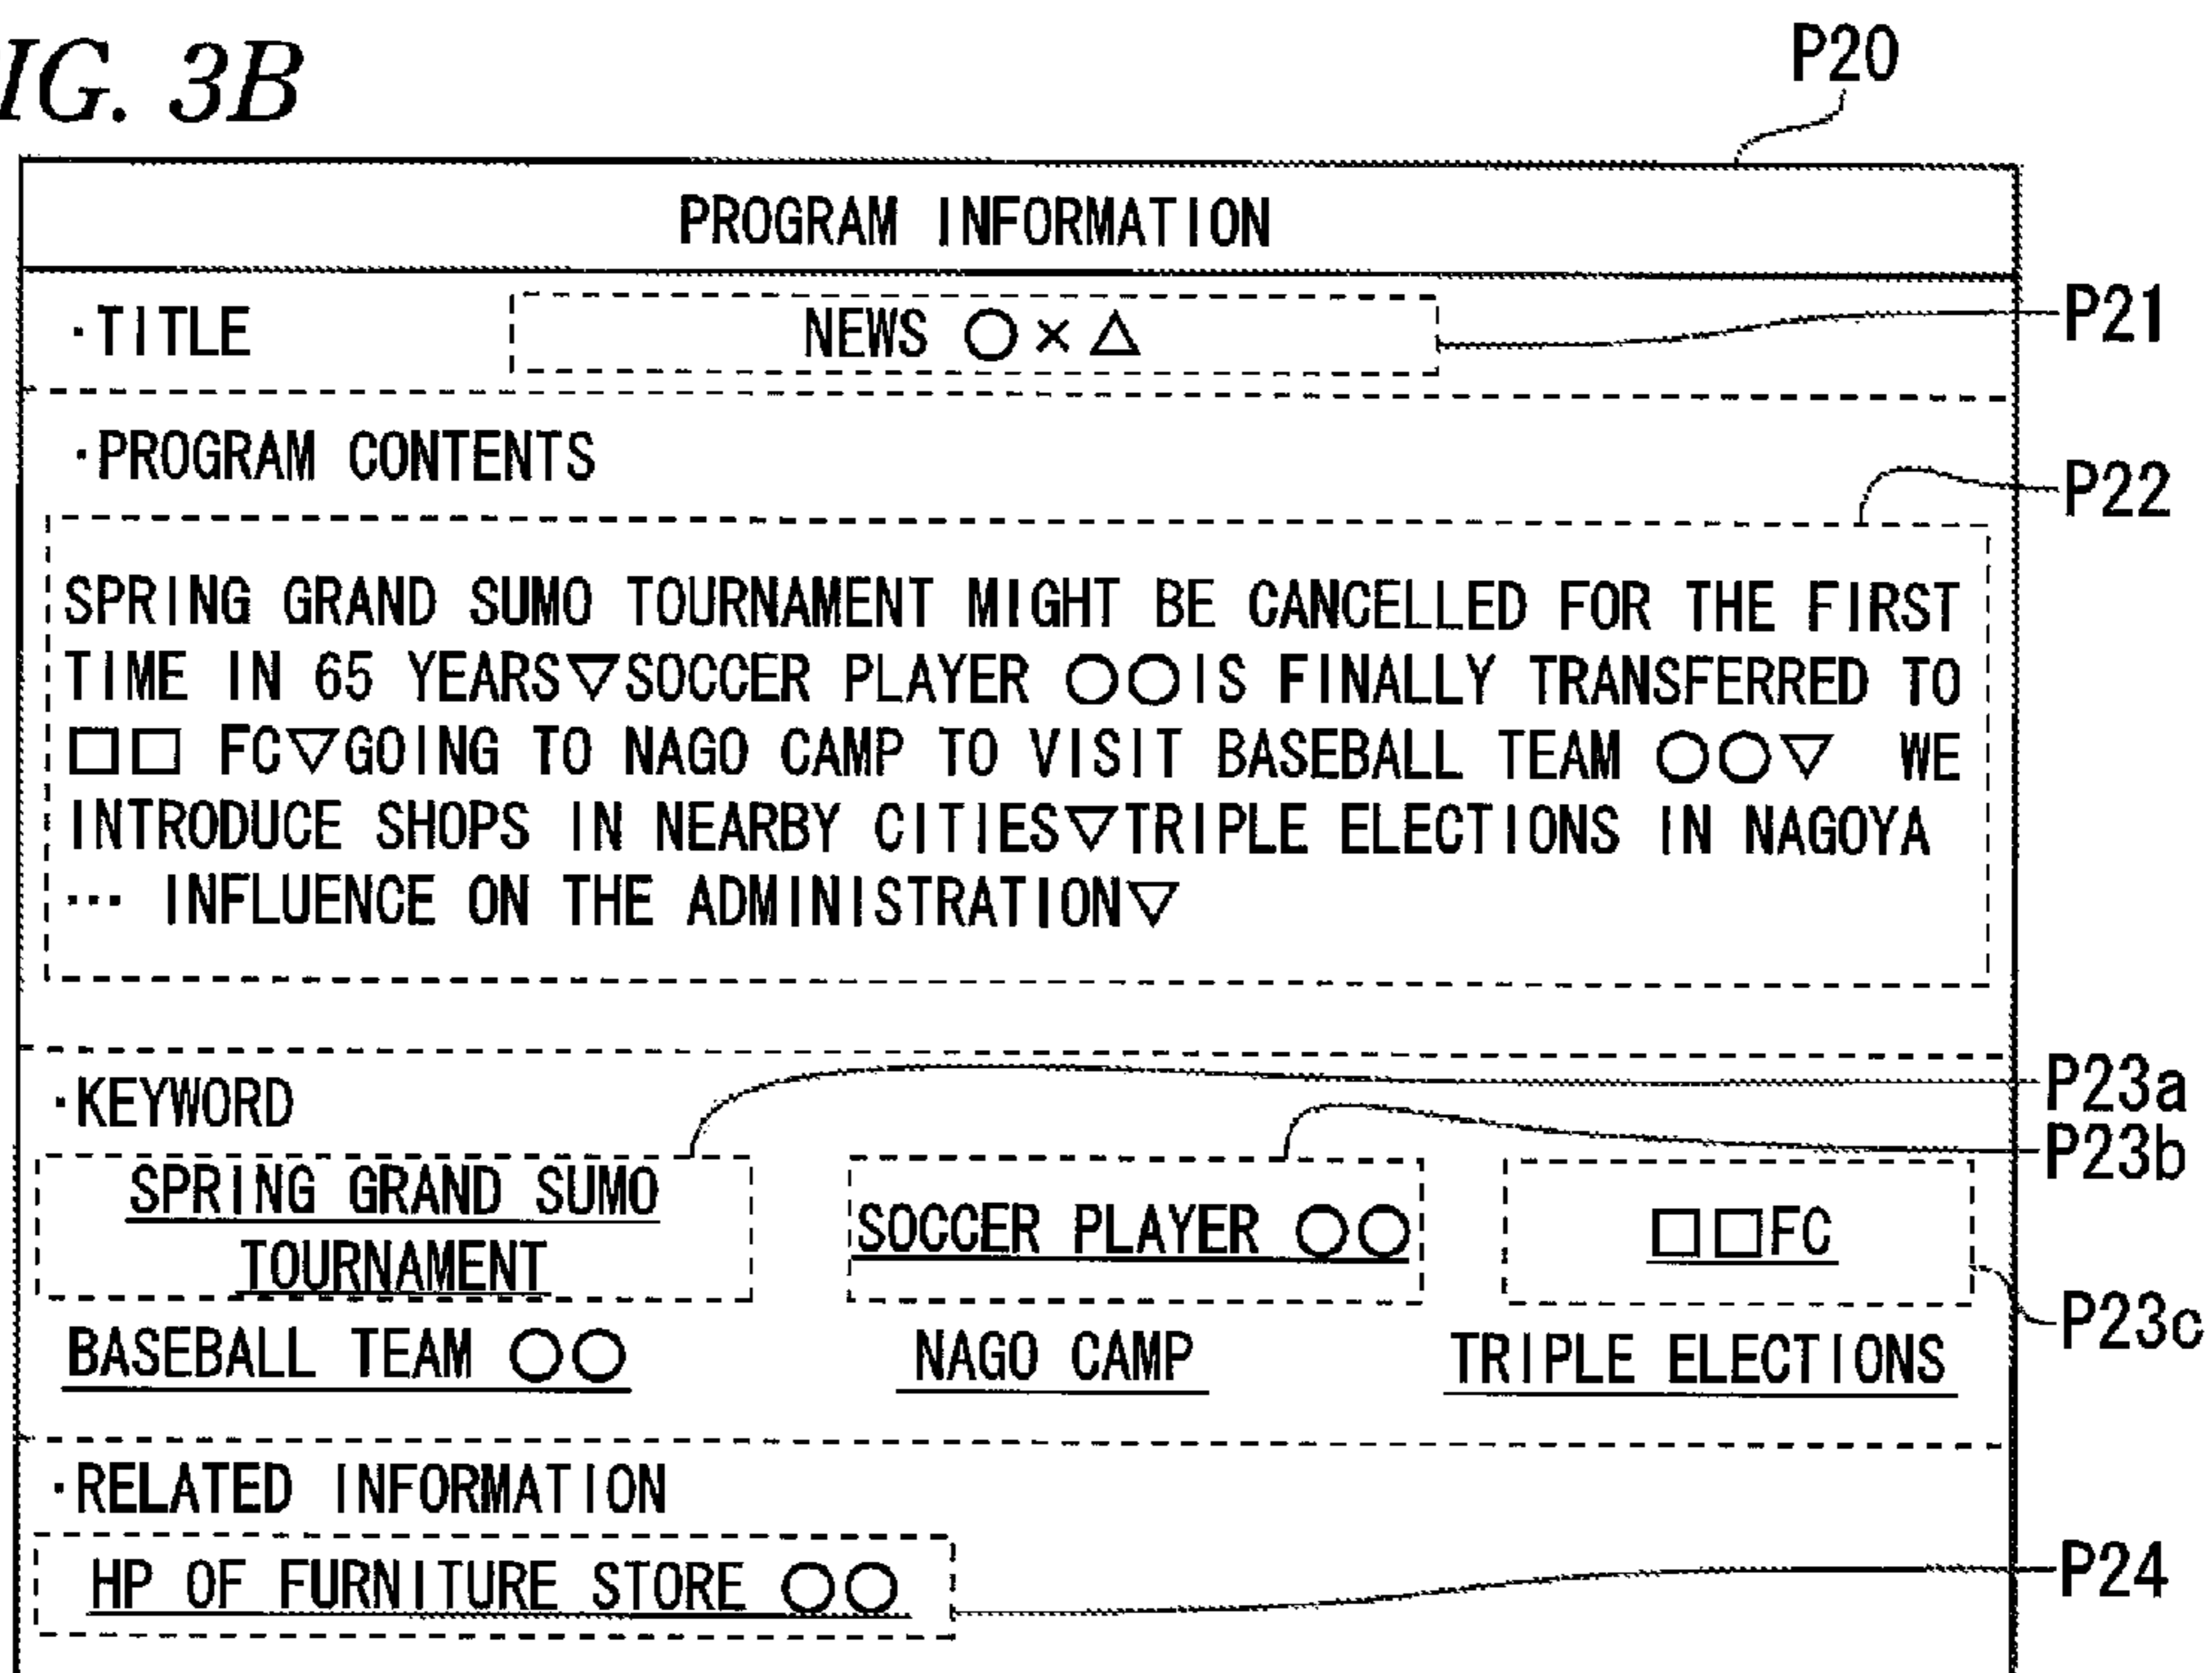 IG. 3B
P20
PROGRAM INFORMATION
·TITLE NEWS ○×△ P21
·PROGRAM CONTENTS
P22
SPRING GRAND SUMO TOURNAMENT MIGHT BE CANCELLED FOR THE FIRST
TIME IN 65 YEARS▽SOCCER PLAYER ○○IS FINALLY TRANSFERRED TO
□□ FC▽GOING TO NAGO CAMP TO VISIT BASEBALL TEAM ○○▽ WE
INTRODUCE SHOPS IN NEARBY CITIES▽TRIPLE ELECTIONS IN NAGOYA
··· INFLUENCE ON THE ADMINISTRATION▽
·KEYWORD
P23a
P23b
SPRING GRAND SUMO
TOURNAMENT
SOCCER PLAYER ○○
□□FC
P23c
BASEBALL TEAM ○○ NAGO CAMP TRIPLE ELECTIONS
·RELATED INFORMATION
HP OF FURNITURE STORE ○○ P24